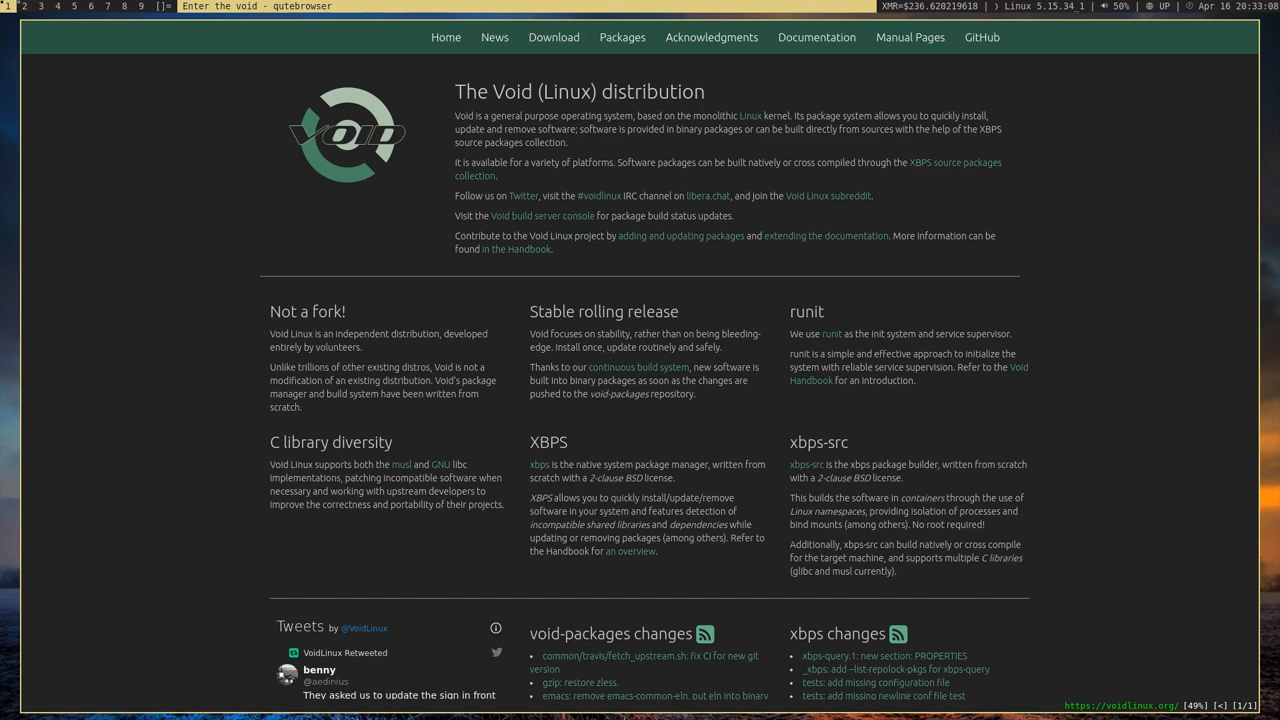 1 2 3 4 5 6 7 8 9 []= Enter the void - qutebrowser XMR=$236.620219618 | ) Linux 5.15.34_1 | 50% | UP | Apr 16 20:33:08
Home News Download Packages Acknowledgments Documentation Manual Pages GitHub
VOID
The Void (Linux) distribution
Void is a general purpose operating system, based on the monolithic Linux kernel. Its package system allows you to quickly install,
update and remove software; software is provided in binary packages or can be built directly from sources with the help of the XBPS
source packages collection.
It is available for a variety of platforms. Software packages can be built natively or cross compiled through the XBPS source packages
collection.
Follow us on Twitter, visit the #voidlinux IRC channel on libera.chat, and join the Void Linux subreddit.
Visit the Void build server console for package build status updates.
Contribute to the Void Linux project by adding and updating packages and extending the documentation. More information can be
found in the Handbook.
Not a fork!
Void Linux is an independent distribution, developed
entirely by volunteers.
Unlike trillions of other existing distros, Void is not a
modification of an existing distribution. Void's package
manager and build system have been written from
scratch.
Stable rolling release
Void focuses on stability, rather than on being bleeding-
edge. Install once, update routinely and safely.
Thanks to our continuous build system, new software is
built into binary packages as soon as the changes are
pushed to the void-packages repository.
runit
We use runit as the init system and service supervisor.
runit is a simple and effective approach to initialize the
system with reliable service supervision. Refer to the Void
Handbook for an introduction.
C library diversity
Void Linux supports both the musl and GNU libc
implementations, patching incompatible software when
necessary and working with upstream developers to
improve the correctness and portability of their projects.
XBPS
xbps is the native system package manager, written from
scratch with a 2-clause BSD license.
XBPS allows you to quickly install/update/remove
software in your system and features detection of
incompatible shared libraries and dependencies while
updating or removing packages (among others). Refer to
the Handbook for an overview.
xbps-src
xbps-src is the xbps package builder, written from scratch
with a 2-clause BSD license.
This builds the software in containers through the use of
Linux namespaces, providing isolation of processes and
bind mounts (among others). No root required!
Additionally, xbps-src can build natively or cross compile
for the target machine, and supports multiple C libraries
(glibc and musl currently).
Tweets by @VoidLinux
VoidLinux Retweeted
benny
@aedinius
They asked us to update the sign in front
void-packages changes
• common/travis/fetch_upstream.sh: fix CI for new git
version
• gzip: restore zless.
• emacs: remove emacs-common-eln, put eln into binary
xbps changes
• xbps-query.1: new section: PROPERTIES
• _xbps: add --list-repolock-pkgs for xbps-query
• tests: add missing configuration file
• tests: add missing newline conf file test
https://voidlinux.org/ [49%] [<] [1/1]